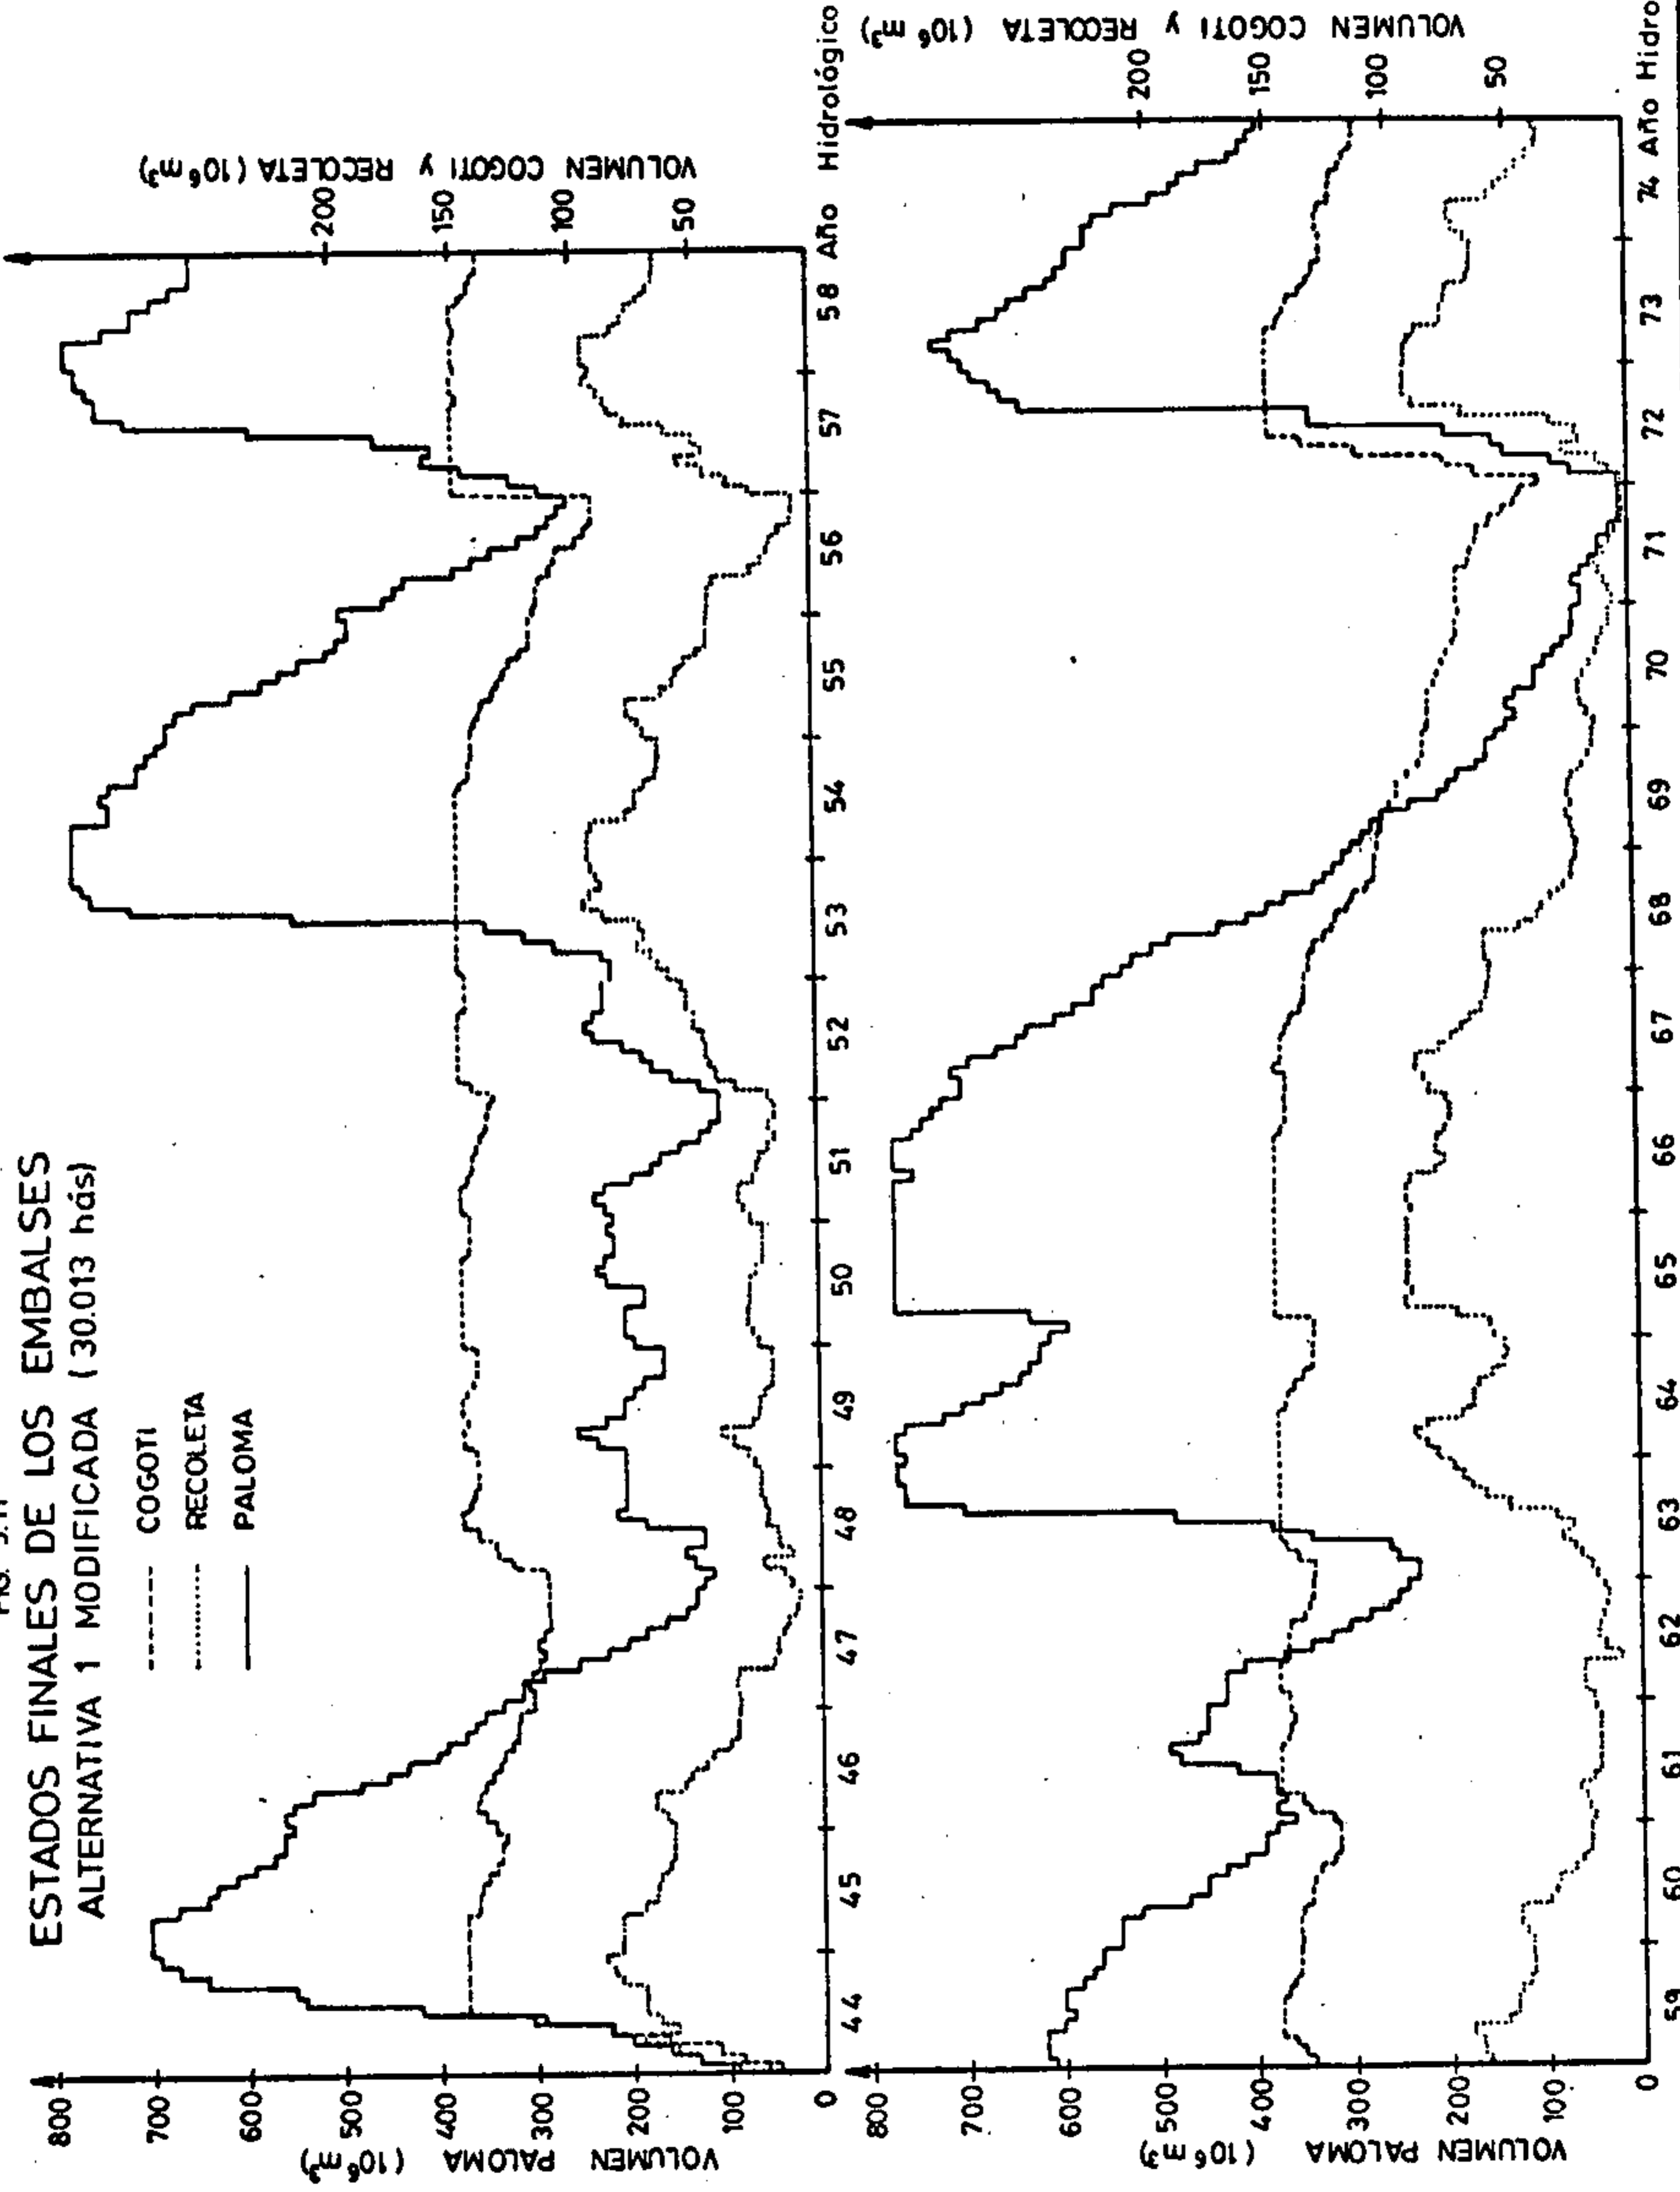 ESTADOS FINALES DE LOS EMBALSES
ALTERNATIVA 1 MODIFICADA (30.013 hás)
COGOTI
RECOLETA
PALOMA
VOLUMEN PALOMA
(10⁶ m³)
800
700
600
500
400
300
200
100
0
44 45 46 47 48 49 50 51 52 53 54 55 56 57 58 Año Hidrológico
VOLUMEN COGOTI y RECOLETA (10⁶ m³)
200
150
100
50
VOLUMEN PALOMA
(10⁶ m³)
800
700
600
500
400
300
200
100
0
59 60 61 62 63 64 65 66 67 68 69 70 71 72 73 74 Año Hidro
VOLUMEN COGOTI y RECOLETA (10⁶ m³)
200
150
100
50